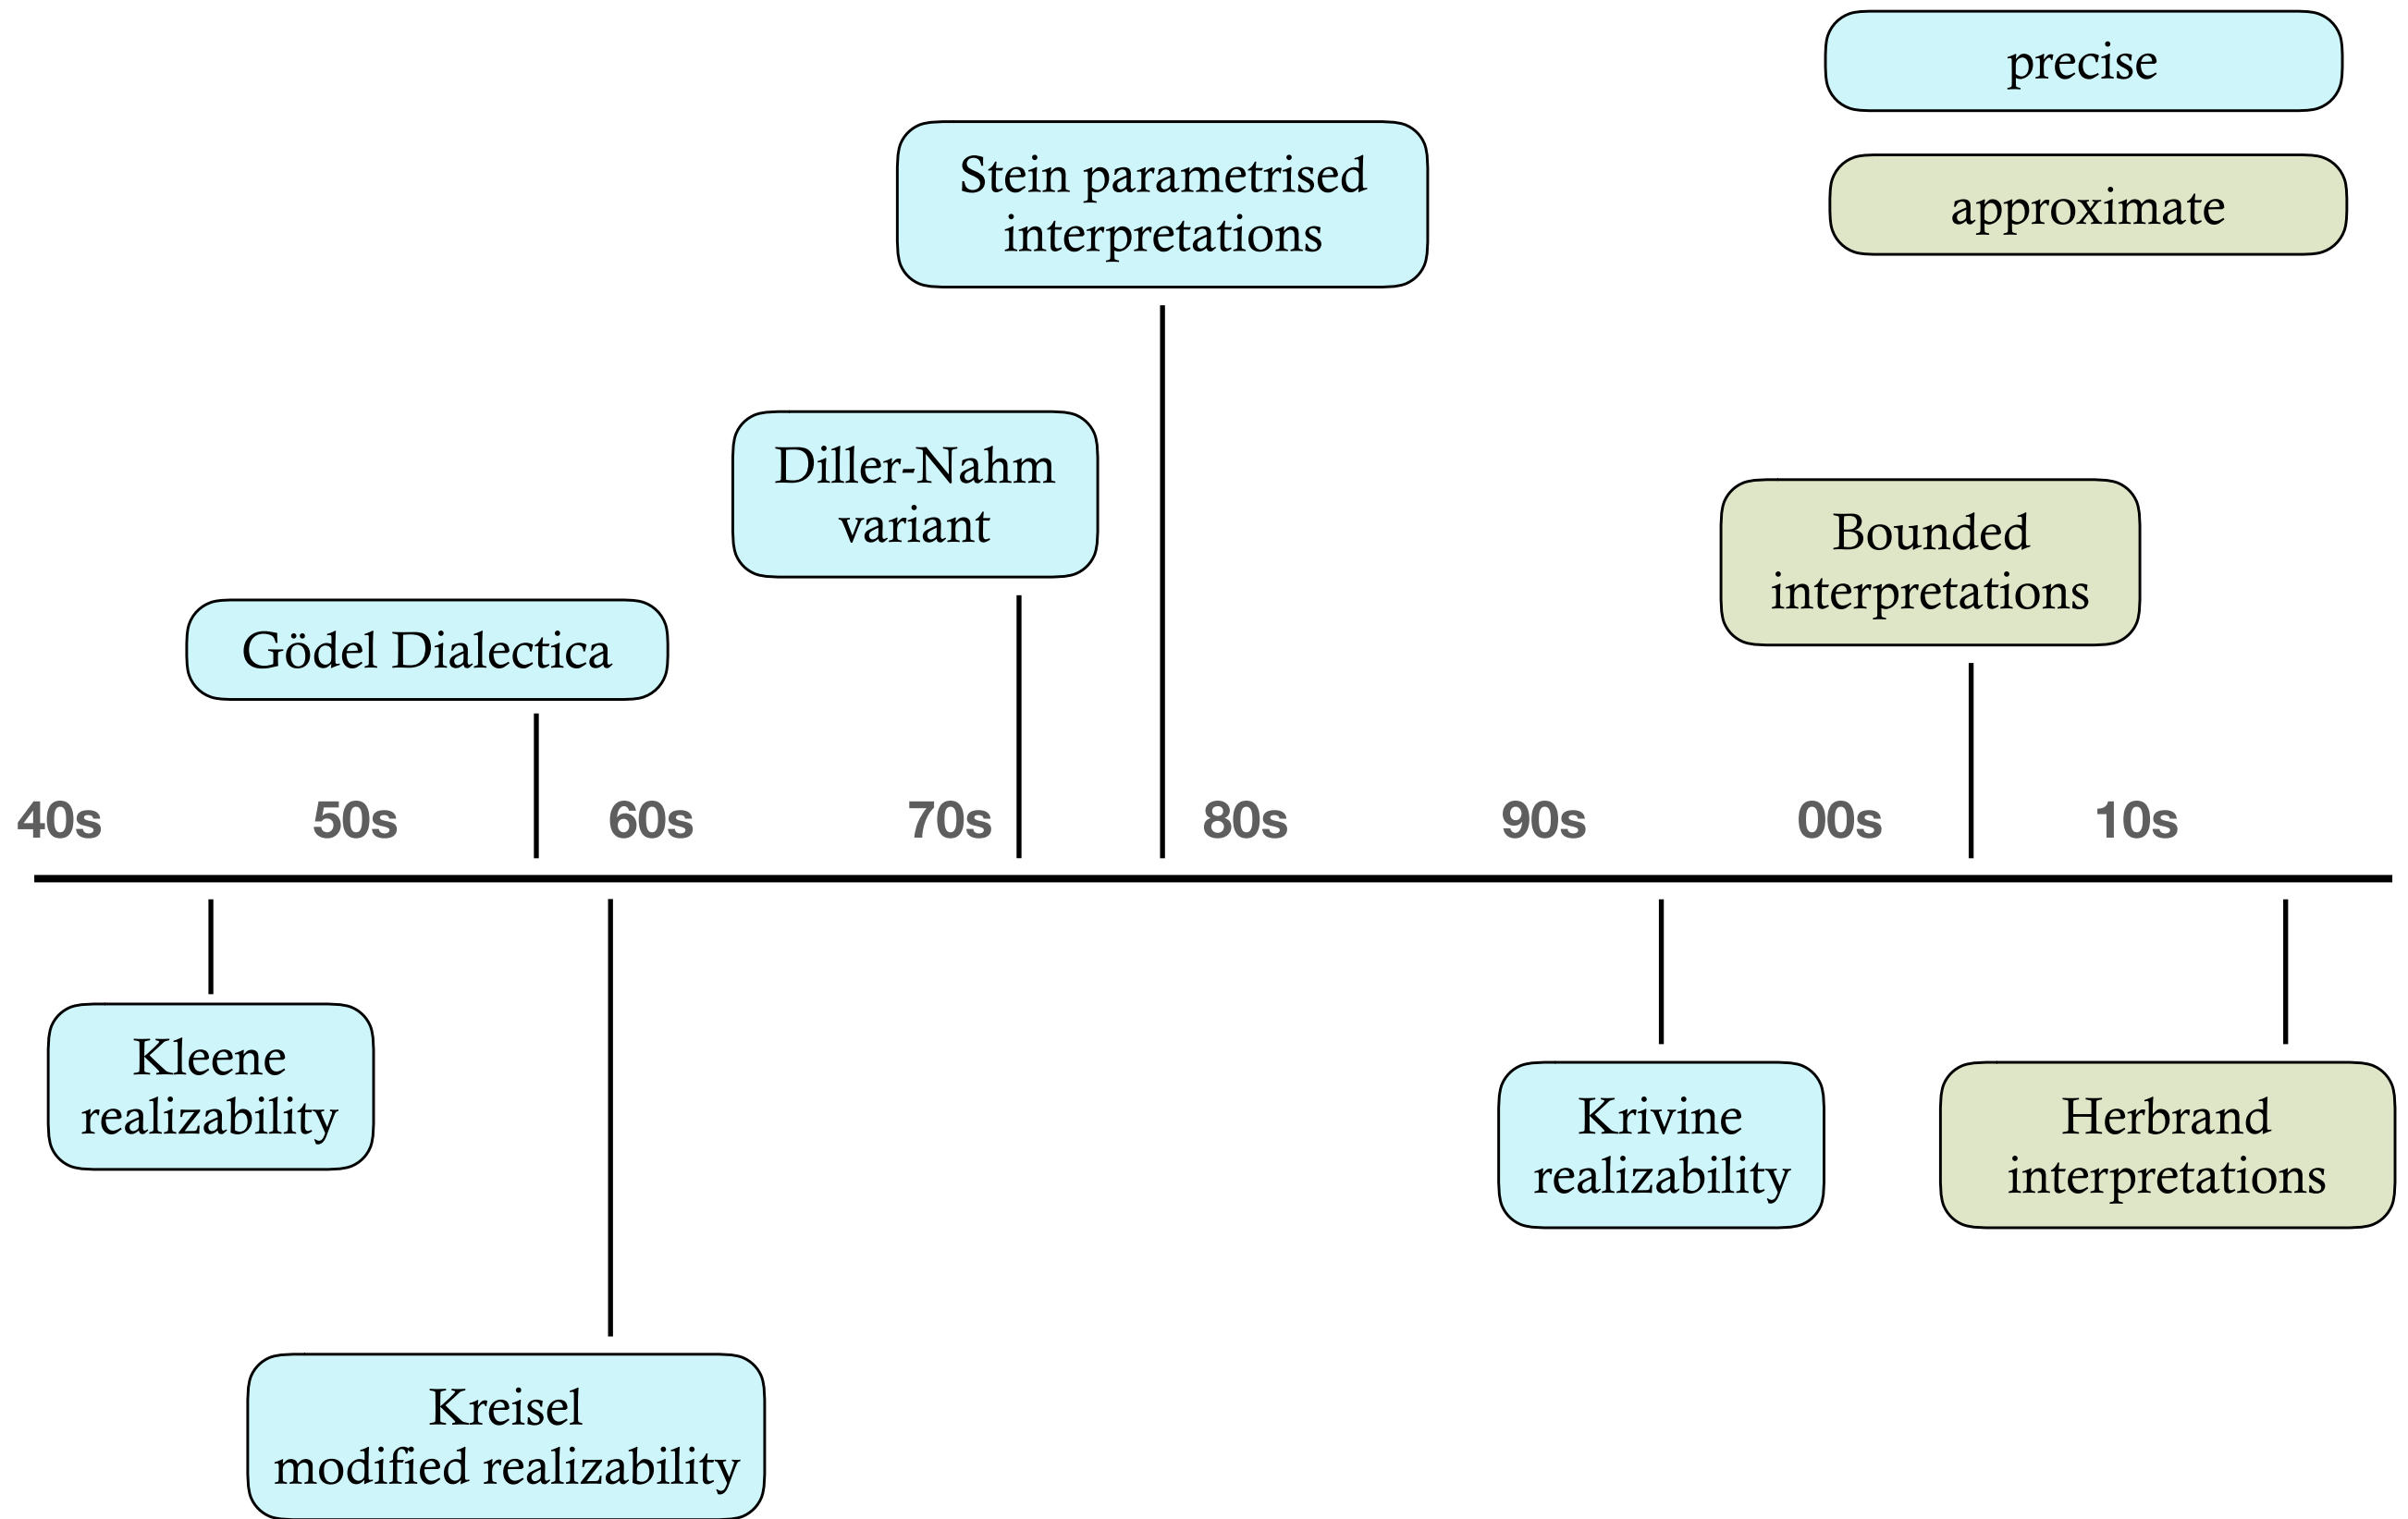 precise
Stein parametrised
interpretations
approximate
Diller-Nahm
variant
Bounded
interpretations
Gödel Dialectica
40s 50s 60s 70s 80s 90s 00s 10s
Kleene
realizability
Krivine
realizability
Herbrand
interpretations
Kreisel
modified realizability